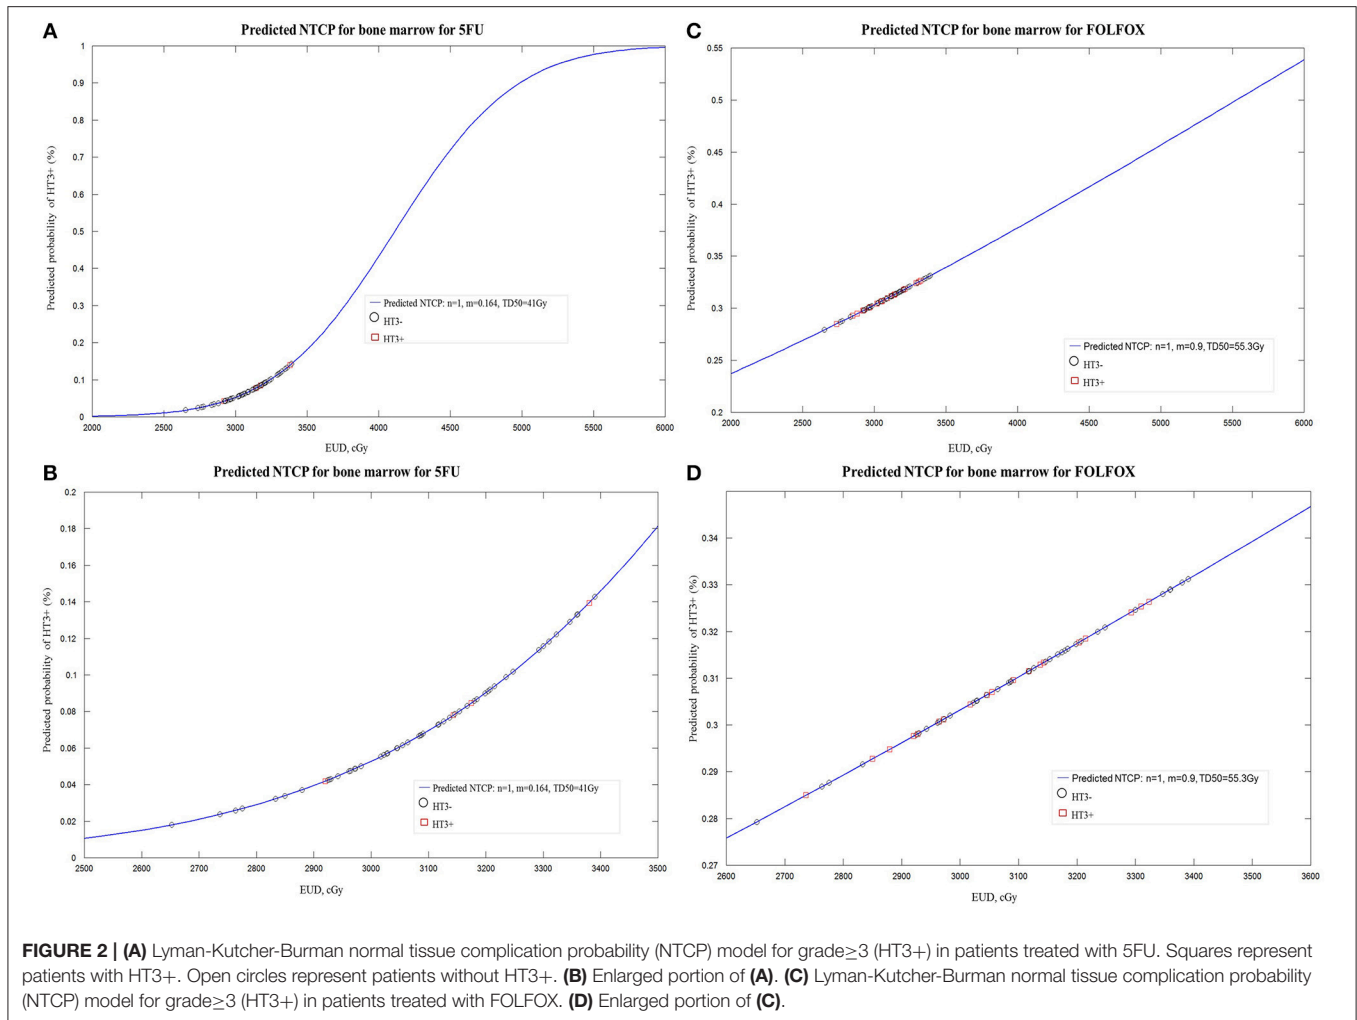 A
Predicted NTCP for bone marrow for 5FU
Predicted probability of HT3+ (%)
1
0.9
0.8
0.7
0.6
0.5
0.4
0.3
0.2
0.1
0
2000 2500 3000 3500 4000 4500 5000 5500 6000
EUD, cGy
Predicted NTCP: n=1, m=0.164, TD50=41Gy
HT3-
HT3+
C
Predicted NTCP for bone marrow for FOLFOX
Predicted probability of HT3+ (%)
0.55
0.5
0.45
0.4
0.35
0.3
0.25
0.2
2000 2500 3000 3500 4000 4500 5000 5500 6000
EUD, cGy
Predicted NTCP: n=1, m=0.9, TD50=55.3Gy
HT3-
HT3+
B
Predicted NTCP for bone marrow for 5FU
Predicted probability of HT3+ (%)
0.2
0.18
0.16
0.14
0.12
0.1
0.08
0.06
0.04
0.02
0
2500 2600 2700 2800 2900 3000 3100 3200 3300 3400 3500
EUD, cGy
Predicted NTCP: n=1, m=0.164, TD50=41Gy
HT3-
HT3+
D
Predicted NTCP for bone marrow for FOLFOX
Predicted probability of HT3+ (%)
0.34
0.33
0.32
0.31
0.3
0.29
0.28
0.27
2600 2700 2800 2900 3000 3100 3200 3300 3400 3500 3600
EUD, cGy
Predicted NTCP: n=1, m=0.9, TD50=55.3Gy
HT3-
HT3+
FIGURE 2 | (A) Lyman-Kutcher-Burman normal tissue complication probability (NTCP) model for grade≥3 (HT3+) in patients treated with 5FU. Squares represent
patients with HT3+. Open circles represent patients without HT3+. (B) Enlarged portion of (A). (C) Lyman-Kutcher-Burman normal tissue complication probability
(NTCP) model for grade≥3 (HT3+) in patients treated with FOLFOX. (D) Enlarged portion of (C).